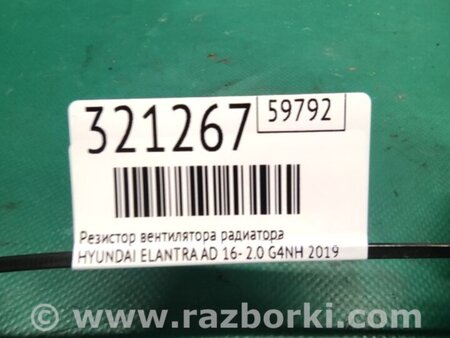 321267
59792
Резистор вентилятора радиатора
HYUNDAI ELANTRA AD 16- 2.0 G4NH 2019
www.razborki.com